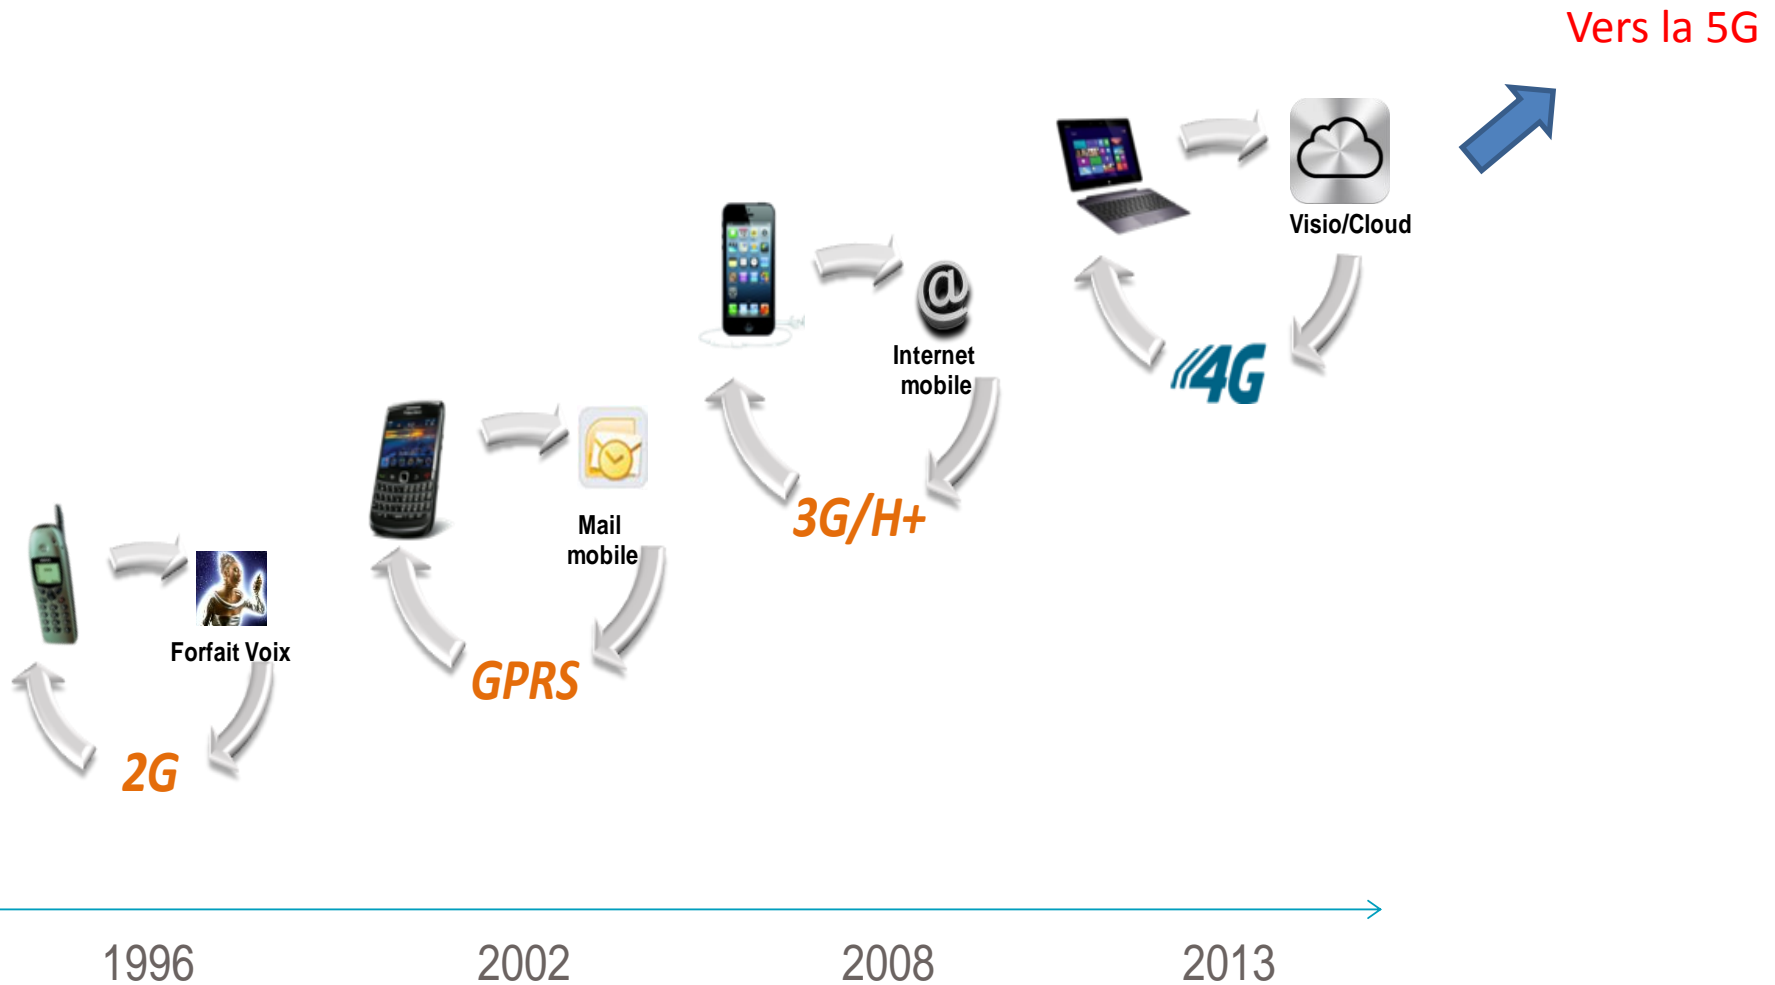 Vers la 5G
Visio/Cloud
4G
Internet
mobile
3G/H+
Mail
mobile
GPRS
Forfait Voix
2G
1996
2002
2008
2013